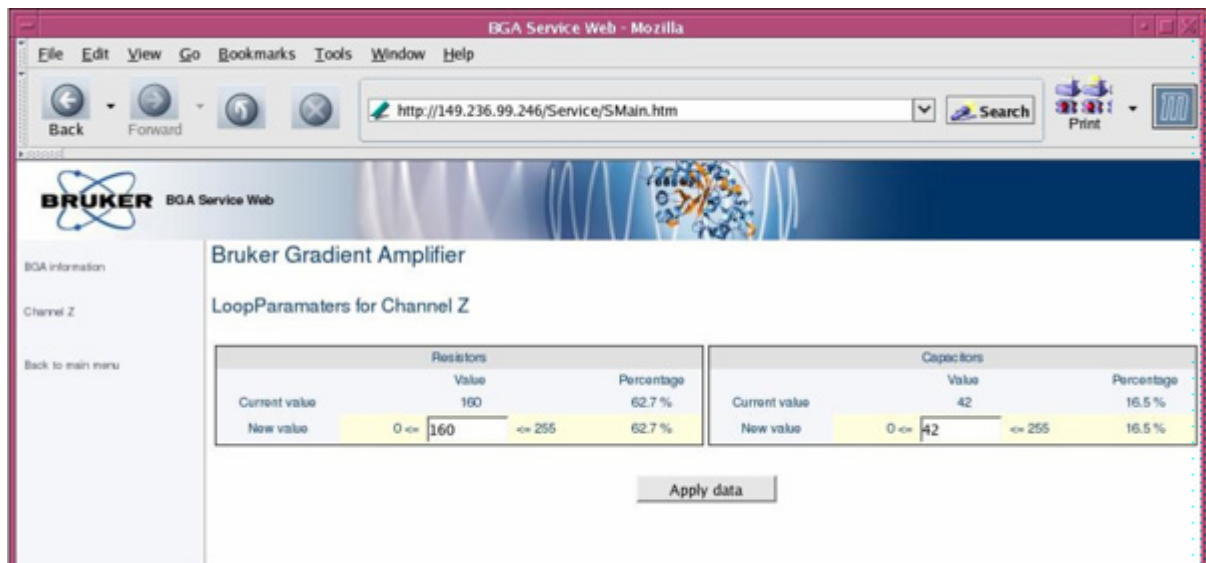 BGA Service Web - Mozilla
File Edit View Go Bookmarks Tools Window Help
Back Forward http://149.236.99.246/Service/SMain.htm Search Print
BRUKER BGA Service Web
Bruker Gradient Amplifier
BGA information
LoopParamaters for Channel Z
Channel Z
Back to main menu
Resistors Capacitors
Value Percentage Value Percentage
Current value 160 62.7 % Current value 42 16.5 %
New value 0 <= 160 <= 255 62.7 % New value 0 <= 42 <= 255 16.5 %
Apply data